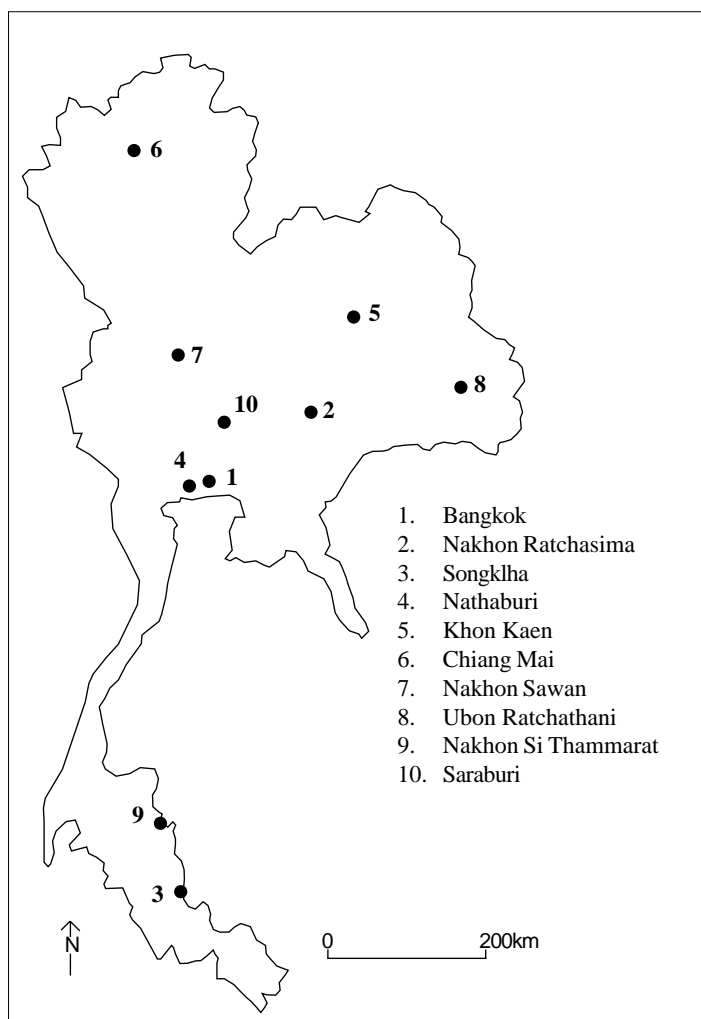 6
5
7
8
10
2
4
1
1. Bangkok
2. Nakhon Ratchasima
3. Songklha
4. Nathaburi
5. Khon Kaen
6. Chiang Mai
7. Nakhon Sawan
8. Ubon Ratchathani
9. Nakhon Si Thammarat
10. Saraburi
9
3
N
0 200km